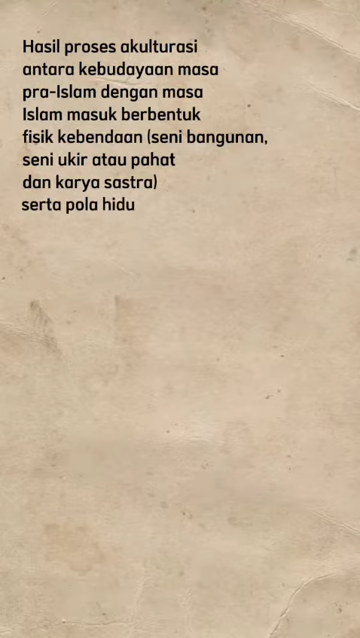 Hasil proses akulturasi
antara kebudayaan masa
pra-Islam dengan masa
Islam masuk berbentuk
fisik kebendaan (seni bangunan,
seni ukir atau pahat
dan karya sastra)
serta pola hidu